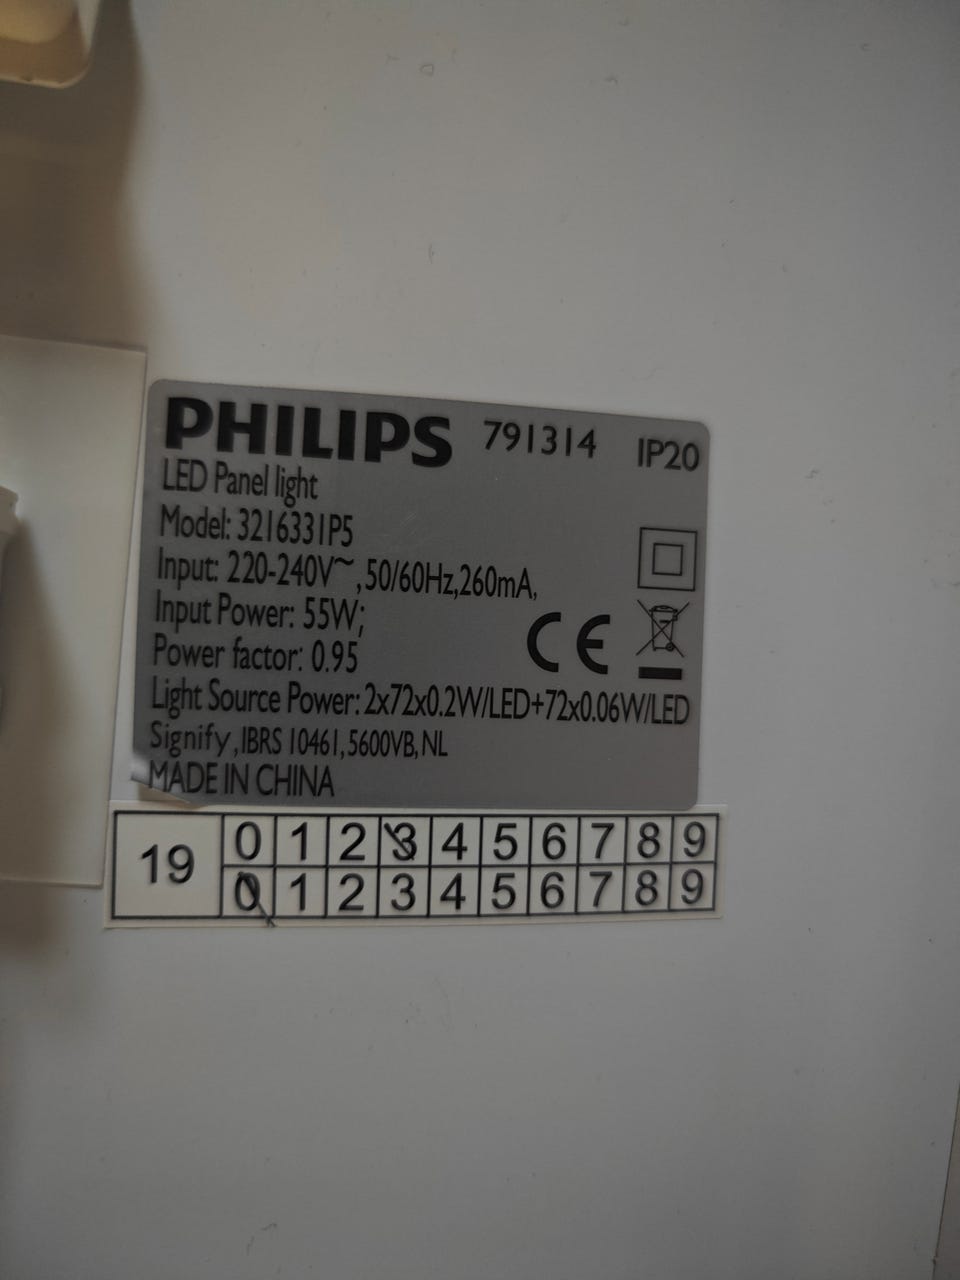 PHILIPS 791314 IP20
LED Panel light
Model: 3216331P5
Input: 220-240V~,50/60Hz,260mA,
Input Power: 55W;
Power factor: 0.95
CE
Light Source Power: 2x72x0.2W/LED+72x0.06W/LED
Signify, IBRS 10461, 5600VB, NL
MADE IN CHINA
19
0 1 2 3 4 5 6 7 8 9
0 1 2 3 4 5 6 7 8 9